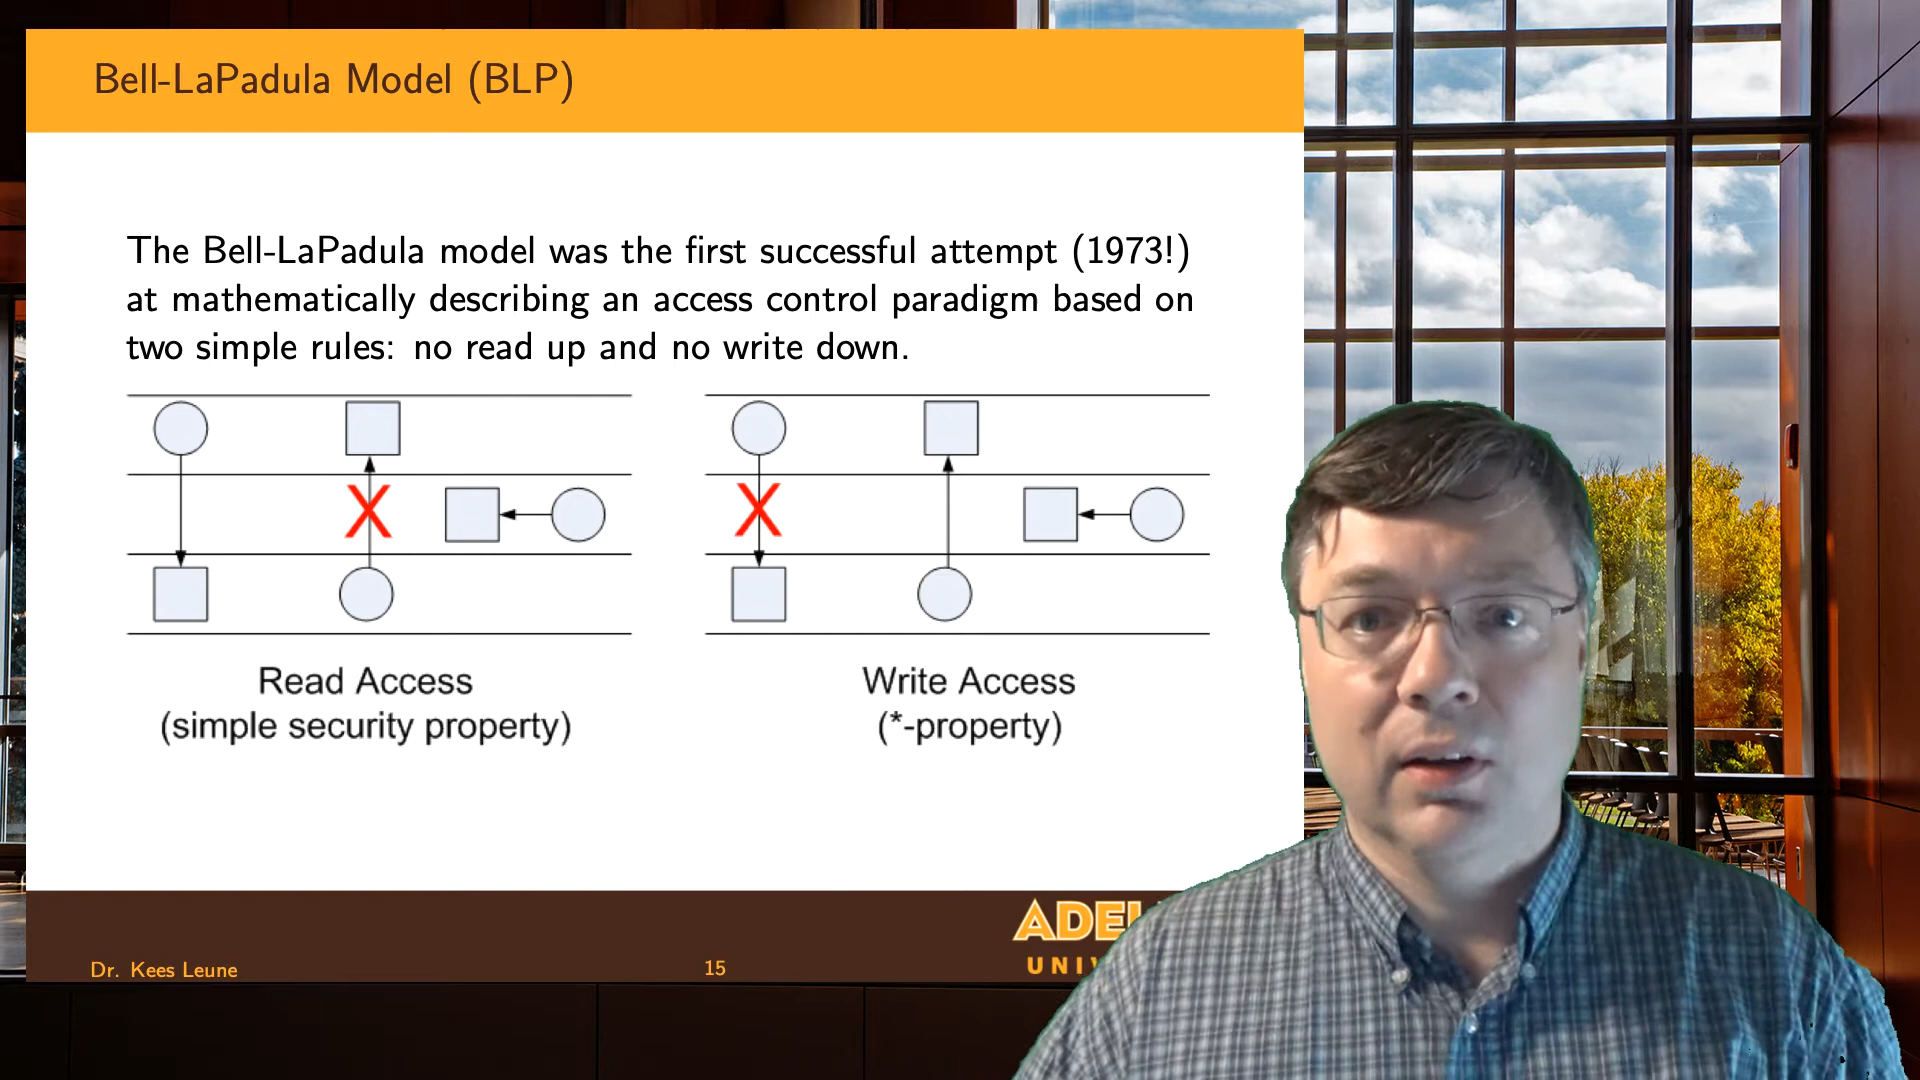 Bell-LaPadula Model (BLP)
The Bell-LaPadula model was the first successful attempt (1973!)
at mathematically describing an access control paradigm based on
two simple rules: no read up and no write down.
X
X
Read Access
(simple security property)
Write Access
(*-property)
Dr. Kees Leune
15